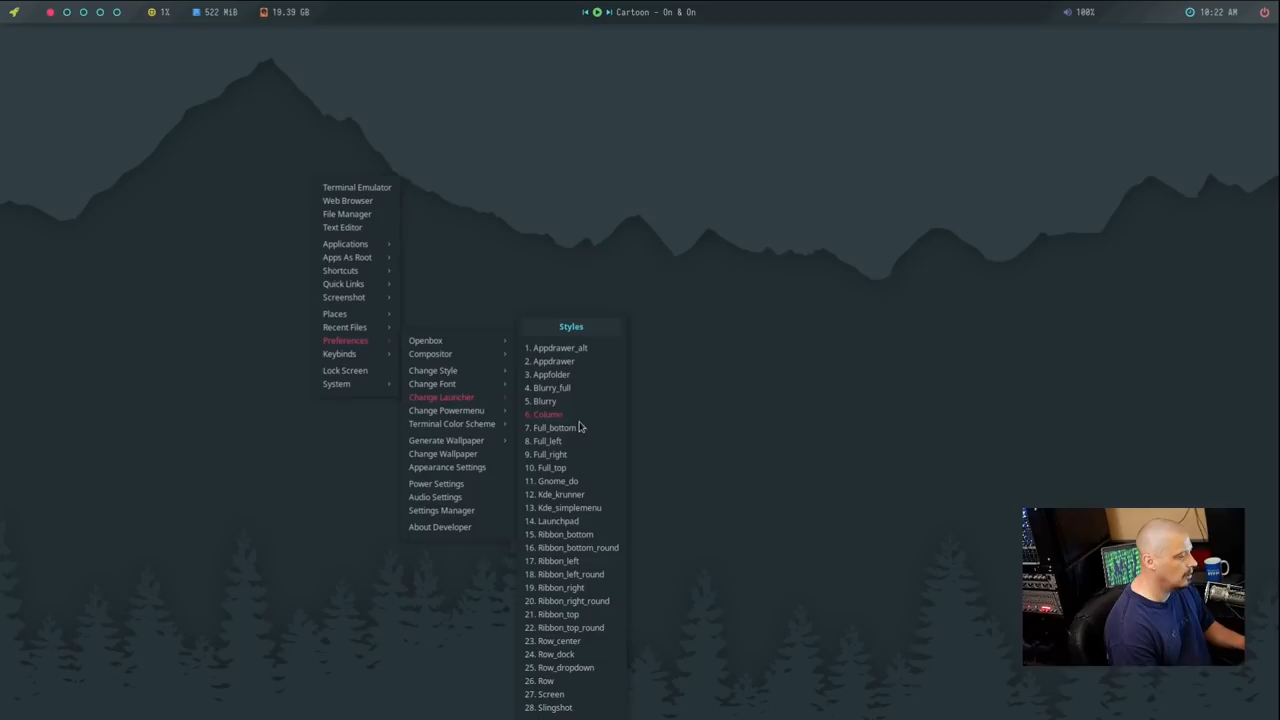 1%
522 MiB
19.39 GB
Cartoon - On & On
100%
10:22 AM
Terminal Emulator
Web Browser
File Manager
Text Editor
Applications
Apps As Root
Shortcuts
Quick Links
Screenshot
Places
Recent Files
Preferences
Keybinds
Lock Screen
System
Openbox
Compositor
Change Style
Change Font
Change Launcher
Change Powermenu
Terminal Color Scheme
Generate Wallpaper
Change Wallpaper
Appearance Settings
Power Settings
Audio Settings
Settings Manager
About Developer
Styles
1. Appdrawer_alt
2. Appdrawer
3. Appfolder
4. Blurry_full
5. Blurry
6. Column
7. Full_bottom
8. Full_left
9. Full_right
10. Full_top
11. Gnome_do
12. Kde_krunner
13. Kde_simplemenu
14. Launchpad
15. Ribbon_bottom
16. Ribbon_bottom_round
17. Ribbon_left
18. Ribbon_left_round
19. Ribbon_right
20. Ribbon_right_round
21. Ribbon_top
22. Ribbon_top_round
23. Row_center
24. Row_dock
25. Row_dropdown
26. Row
27. Screen
28. Slingshot